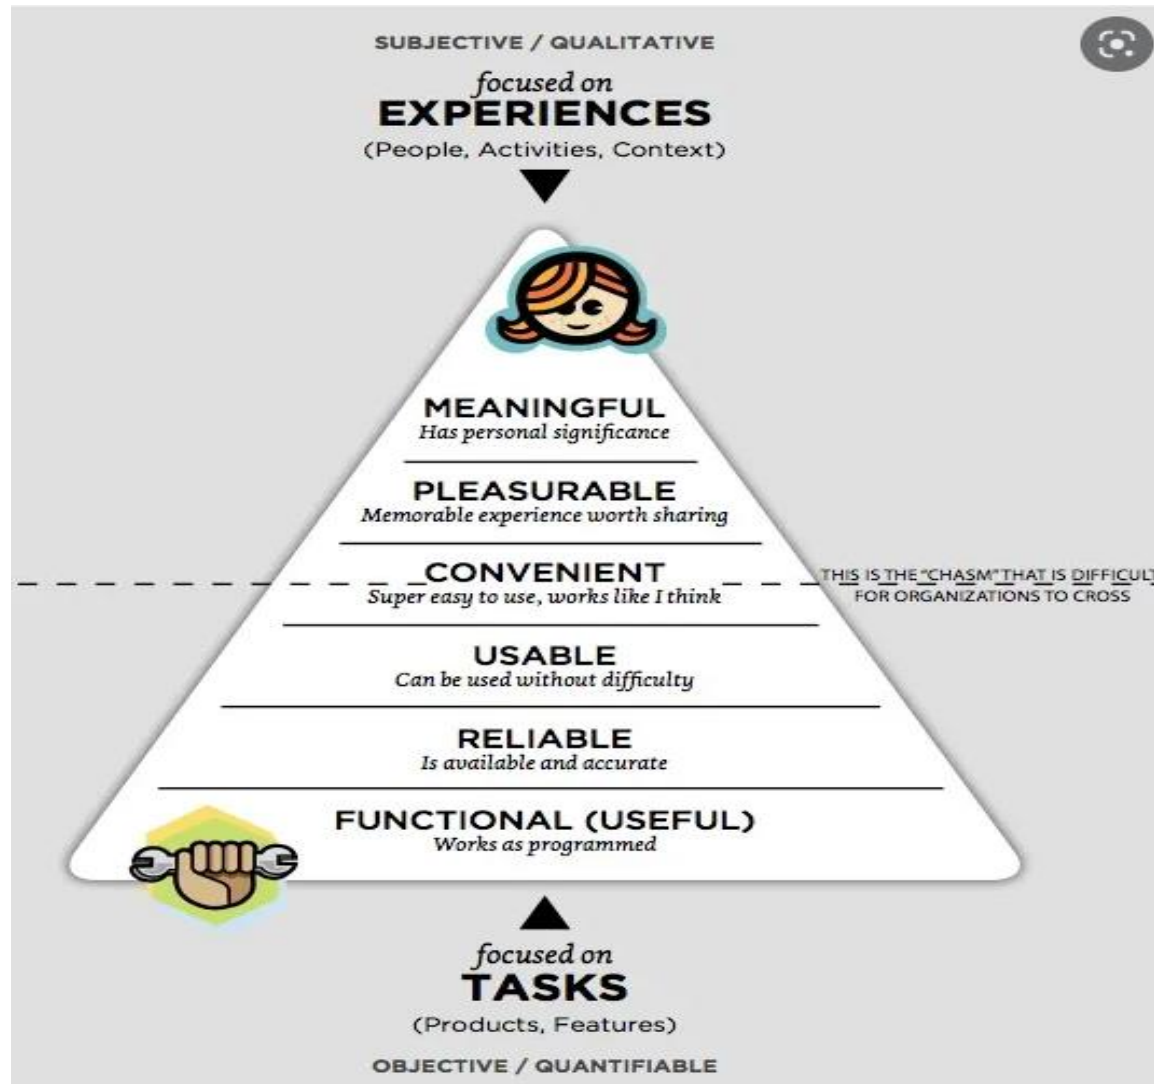 SUBJECTIVE / QUALITATIVE
focused on
EXPERIENCES
(People, Activities, Context)
MEANINGFUL
Has personal significance
PLEASURABLE
Memorable experience worth sharing
CONVENIENT
Super easy to use, works like I think
THIS IS THE "CHASM" THAT IS DIFFICULT
FOR ORGANIZATIONS TO CROSS
USABLE
Can be used without difficulty
RELIABLE
Is available and accurate
FUNCTIONAL (USEFUL)
Works as programmed
focused on
TASKS
(Products, Features)
OBJECTIVE / QUANTIFIABLE